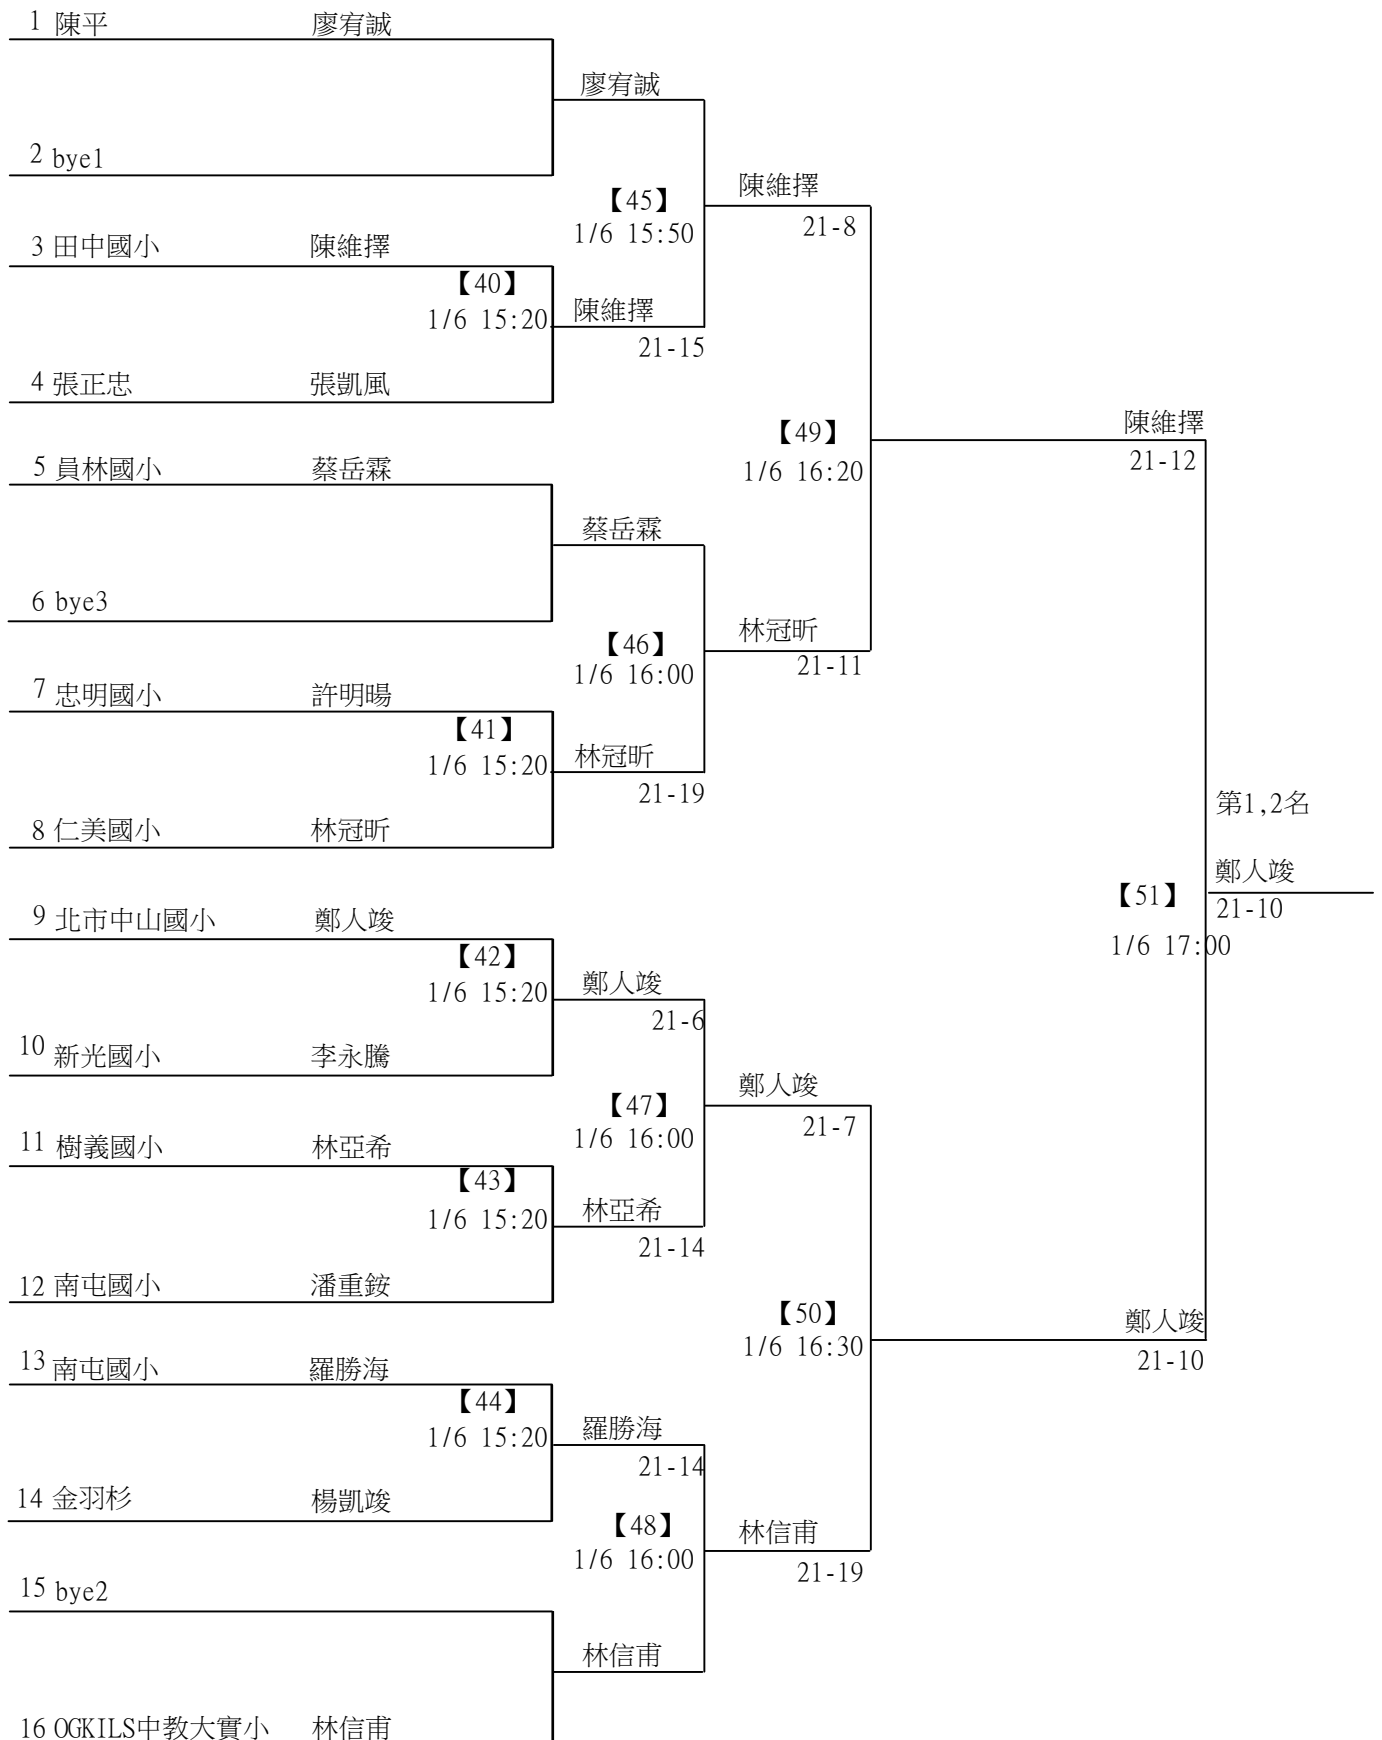 1 陳平 廖宥誠
廖宥誠
2 bye1
【45】
1/6 15:50
陳維擇
21-8
3 田中國小 陳維擇
【40】
1/6 15:20
陳維擇
21-15
4 張正忠 張凱風
【49】
1/6 16:20
陳維擇
21-12
5 員林國小 蔡岳霖
蔡岳霖
6 bye3
【46】
1/6 16:00
林冠昕
21-11
7 忠明國小 許明暘
【41】
1/6 15:20
林冠昕
21-19
8 仁美國小 林冠昕
第1,2名
鄭人竣
【51】
21-10
1/6 17:00
9 北市中山國小 鄭人竣
【42】
1/6 15:20
鄭人竣
21-6
10 新光國小 李永騰
【47】
1/6 16:00
鄭人竣
21-7
11 樹義國小 林亞希
【43】
1/6 15:20
林亞希
21-14
12 南屯國小 潘重銨
【50】
1/6 16:30
鄭人竣
21-10
13 南屯國小 羅勝海
【44】
1/6 15:20
羅勝海
21-14
14 金羽杉 楊凱竣
【48】
1/6 16:00
林信甫
21-19
15 bye2
林信甫
16 OGKILS中教大實小 林信甫